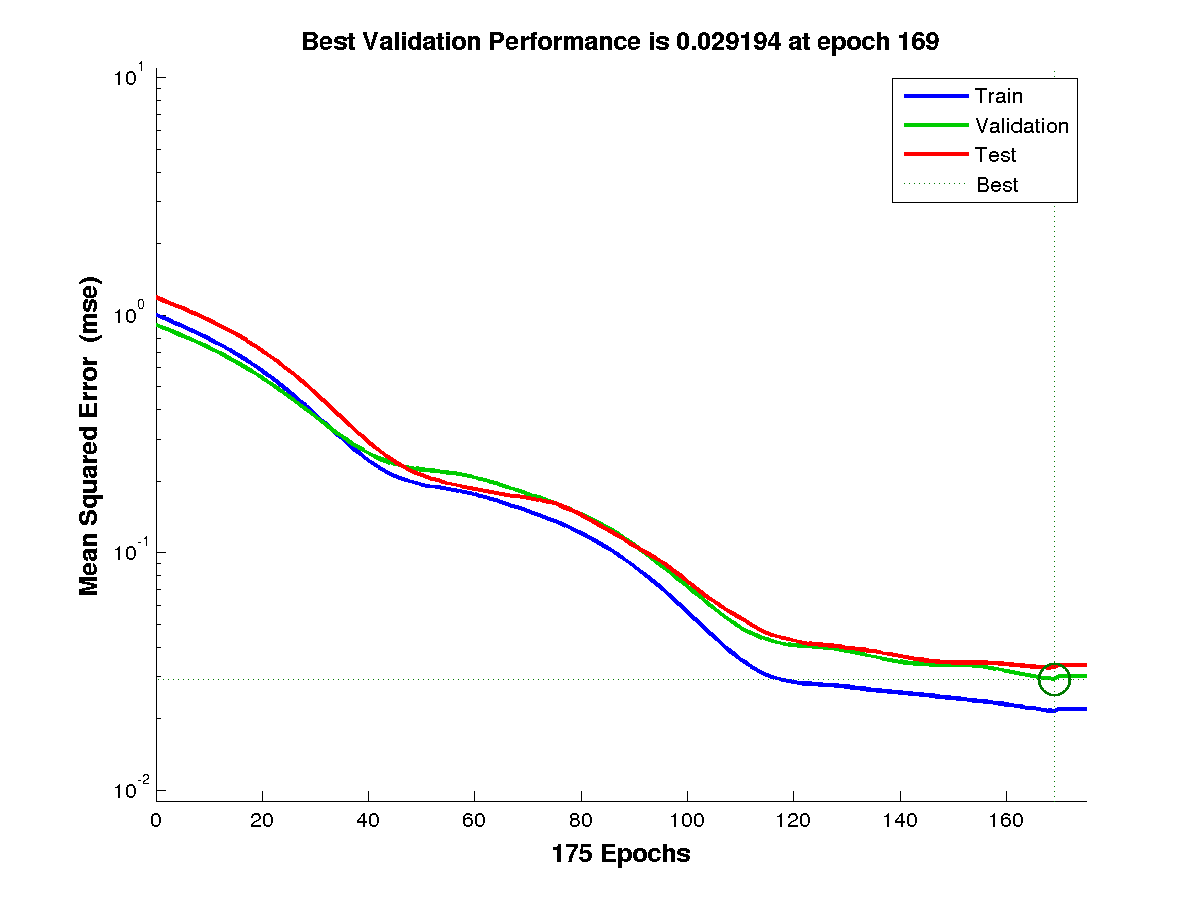 Best Validation Performance is 0.029194 at epoch 169
10^1
10^0
10^-1
10^-2
Mean Squared Error (mse)
Train
Validation
Test
Best
0 20 40 60 80 100 120 140 160
175 Epochs